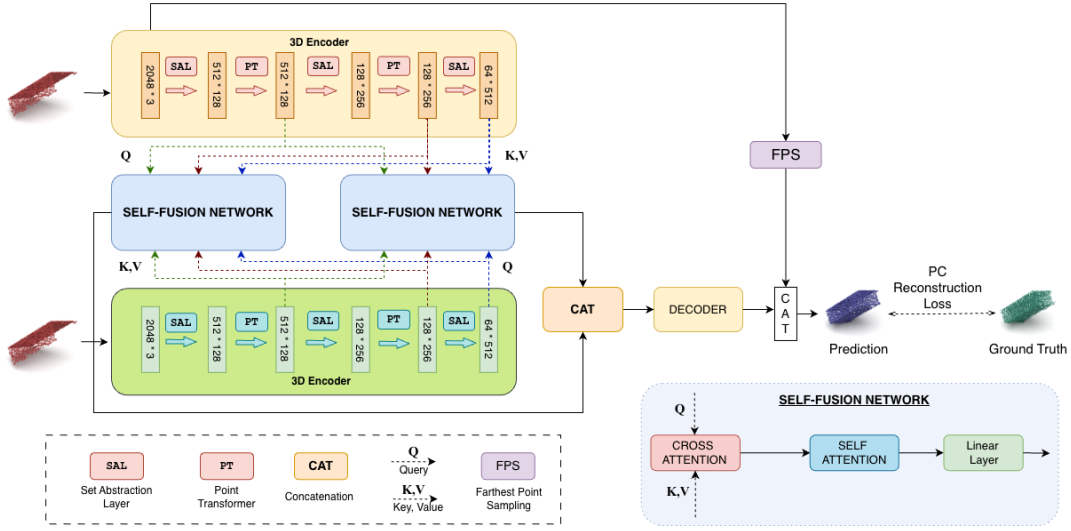 3D Encoder
SAL
PT
SAL
PT
SAL
2048 * 3
512 * 128
512 * 128
128 * 256
128 * 256
64 * 512
FPS
Q
K,V
SELF-FUSION NETWORK
SELF-FUSION NETWORK
K,V
Q
SAL
PT
SAL
PT
SAL
2048 * 3
512 * 128
512 * 128
128 * 256
128 * 256
64 * 512
3D Encoder
CAT
DECODER
C
A
T
PC
Reconstruction
Loss
Prediction
Ground Truth
SELF-FUSION NETWORK
Q
CROSS
ATTENTION
K,V
SELF
ATTENTION
Linear
Layer
SAL
Set Abstraction
Layer
PT
Point
Transformer
CAT
Concatenation
Q
Query
K,V
Key, Value
FPS
Farthest Point
Sampling